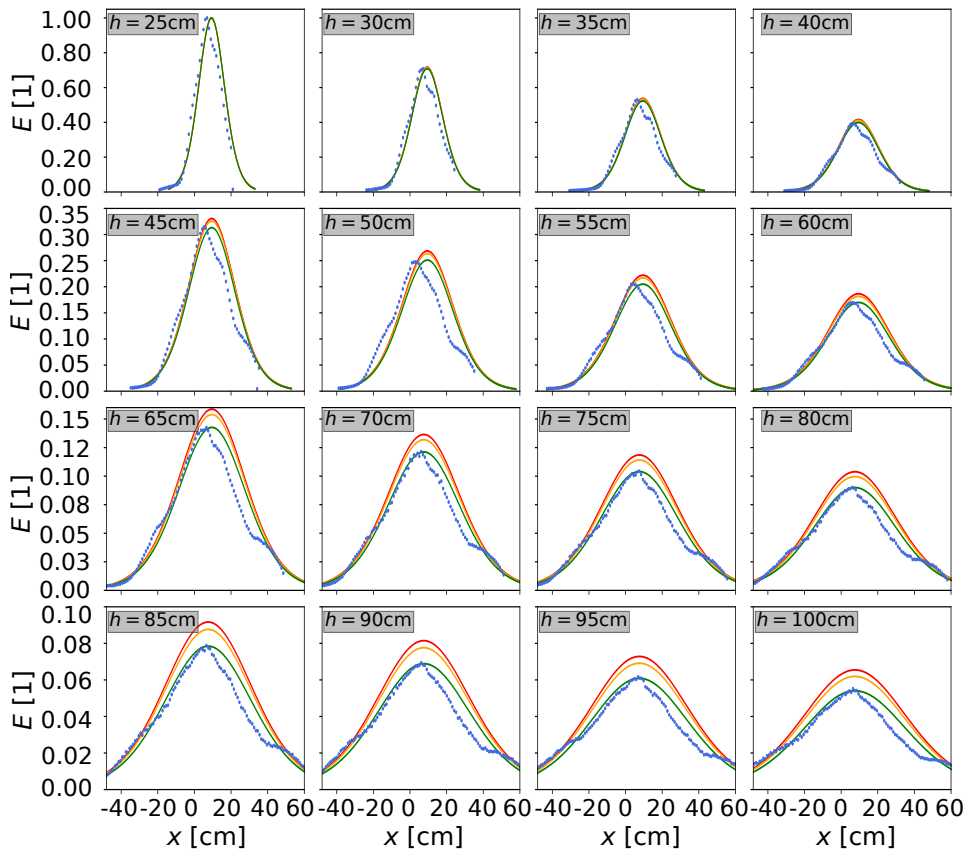 h = 25cm h = 30cm h = 35cm h = 40cm
1.00
0.80
0.60
0.40
0.20
0.00
E [1]
h = 45cm h = 50cm h = 55cm h = 60cm
0.35
0.30
0.25
0.20
0.15
0.10
0.05
0.00
E [1]
h = 65cm h = 70cm h = 75cm h = 80cm
0.15
0.13
0.10
0.08
0.05
0.03
0.00
E [1]
h = 85cm h = 90cm h = 95cm h = 100cm
0.10
0.08
0.06
0.04
0.02
0.00
E [1]
-40 -20 0 20 40 60 -40 -20 0 20 40 60 -40 -20 0 20 40 60 -40 -20 0 20 40 60
x [cm] x [cm] x [cm] x [cm]